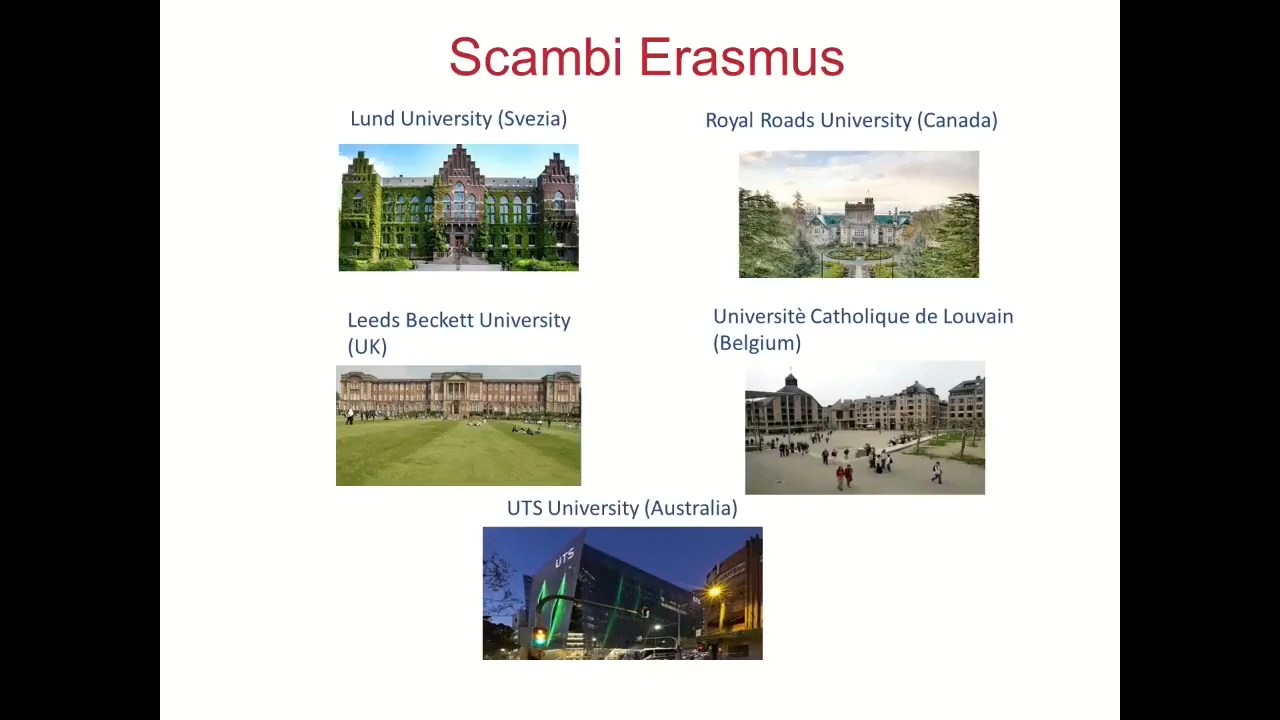 Scambi Erasmus
Lund University (Svezia)
Royal Roads University (Canada)
Leeds Beckett University
(UK)
Universitè Catholique de Louvain
(Belgium)
UTS University (Australia)
UTS